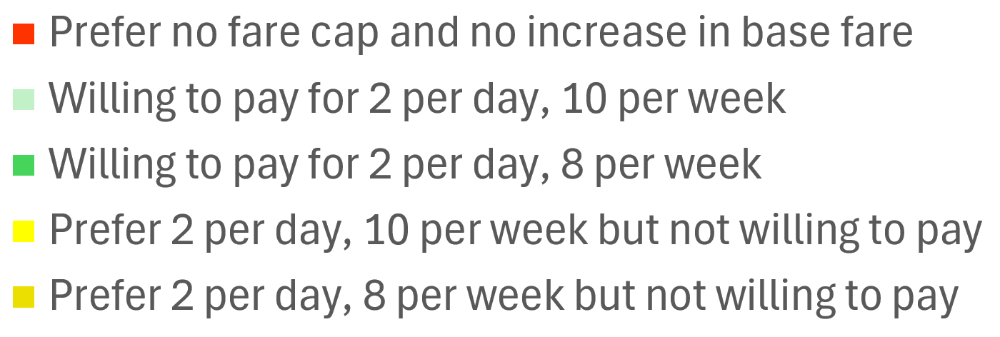 Prefer no fare cap and no increase in base fare
Willing to pay for 2 per day, 10 per week
Willing to pay for 2 per day, 8 per week
Prefer 2 per day, 10 per week but not willing to pay
Prefer 2 per day, 8 per week but not willing to pay